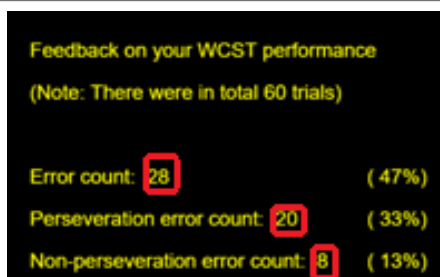 Feedback on your WCST performance
(Note: There were in total 60 trials)
Error count: 28 ( 47%)
Perseveration error count: 20 ( 33%)
Non-perseveration error count: 8 ( 13%)